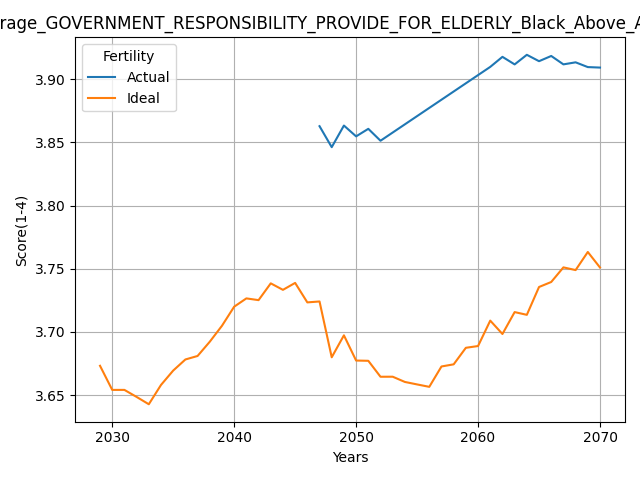 rage_GOVERNMENT_RESPONSIBILITY_PROVIDE_FOR_ELDERLY_Black_Above_A
Fertility
Actual
Ideal
3.90
3.85
3.80
3.75
3.70
3.65
Score(1-4)
2030 2040 2050 2060 2070
Years